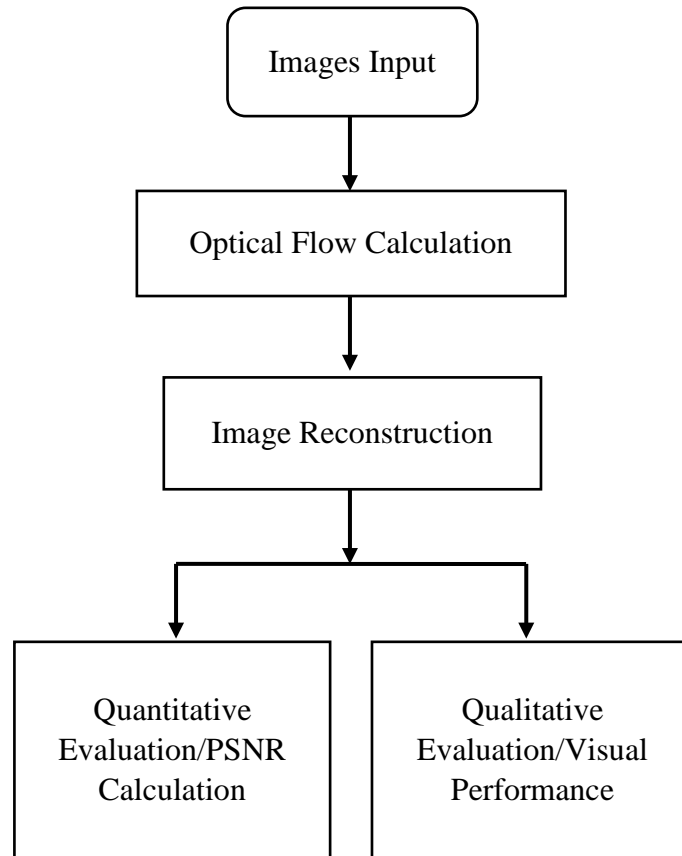 Images Input
Optical Flow Calculation
Image Reconstruction
Quantitative
Evaluation/PSNR
Calculation
Qualitative
Evaluation/Visual
Performance